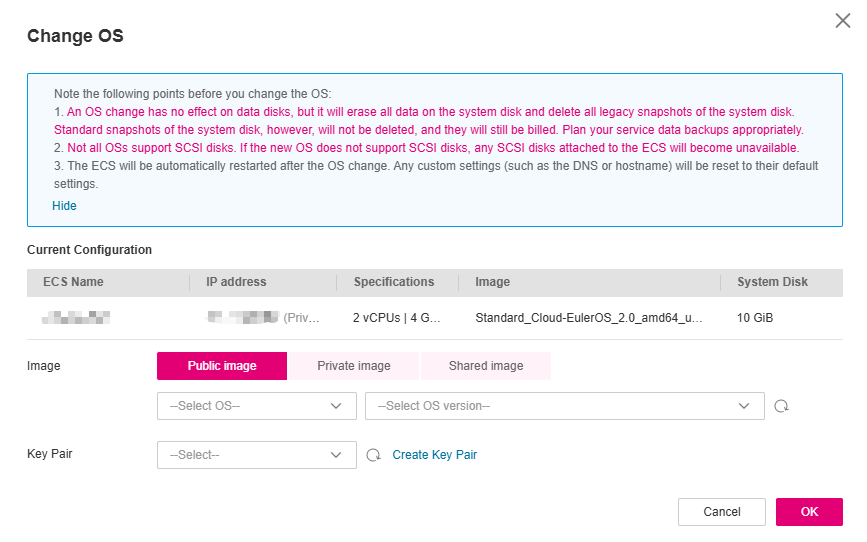 Change OS
Note the following points before you change the OS:
1. An OS change has no effect on data disks, but it will erase all data on the system disk and delete all legacy snapshots of the system disk.
Standard snapshots of the system disk, however, will not be deleted, and they will still be billed. Plan your service data backups appropriately.
2. Not all OSs support SCSI disks. If the new OS does not support SCSI disks, any SCSI disks attached to the ECS will become unavailable.
3. The ECS will be automatically restarted after the OS change. Any custom settings (such as the DNS or hostname) will be reset to their default
settings.
Hide
Current Configuration
ECS Name IP address Specifications Image System Disk
(Priv... 2 vCPUs | 4 G... Standard_Cloud-EulerOS_2.0_amd64_u... 10 GiB
Image Public image Private image Shared image
--Select OS-- --Select OS version--
Key Pair --Select-- Create Key Pair
Cancel OK